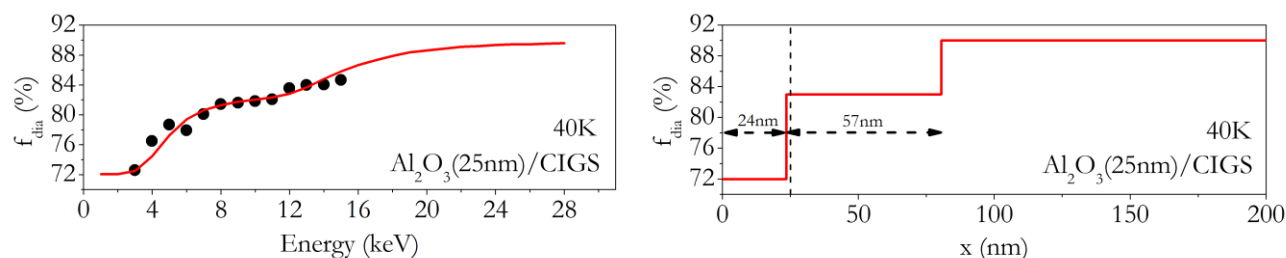 92
88
84
80
76
72
f_dia (%)
40K
Al₂O₃(25nm)/CIGS
0 4 8 12 16 20 24 28
Energy (keV)
92
88
84
80
76
72
f_dia (%)
24nm 57nm
40K
Al₂O₃(25nm)/CIGS
0 50 100 150 200
x (nm)